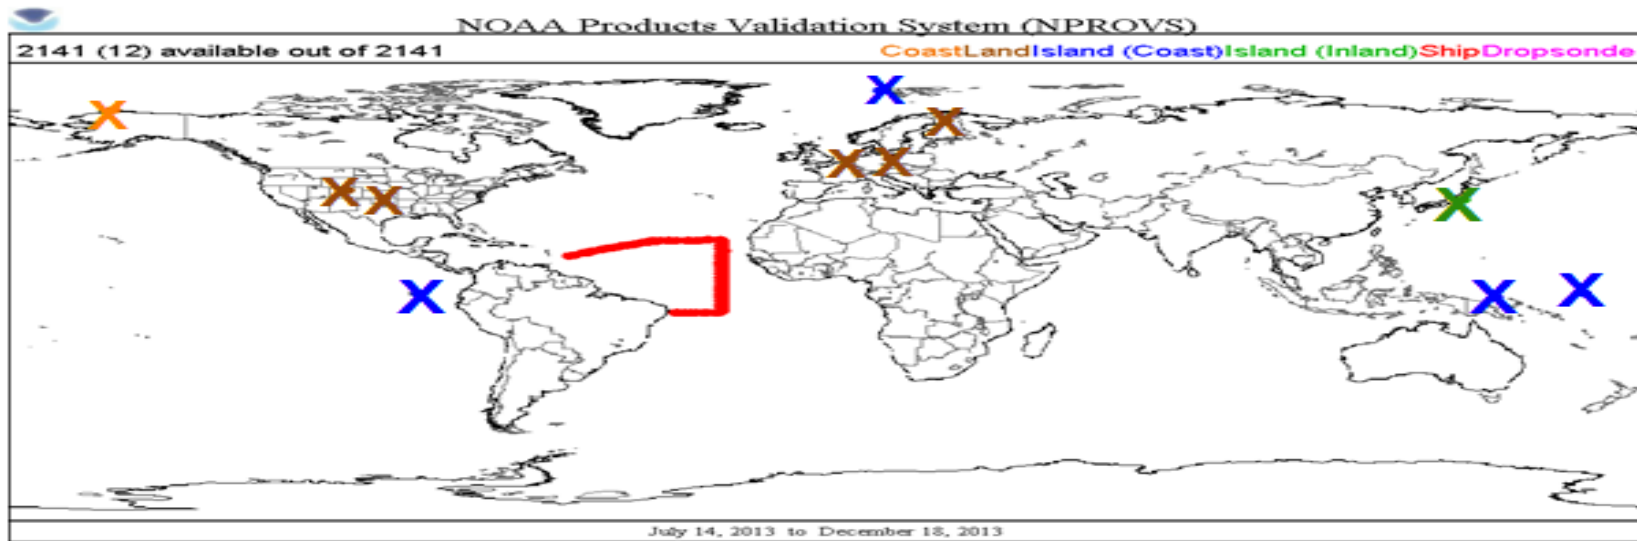 NOAA Products Validation System (NPROVS)
2141 (12) available out of 2141 CoastLandIsland (Coast)Island (Inland)ShipDropsonde
July 14, 2013 to December 18, 2013